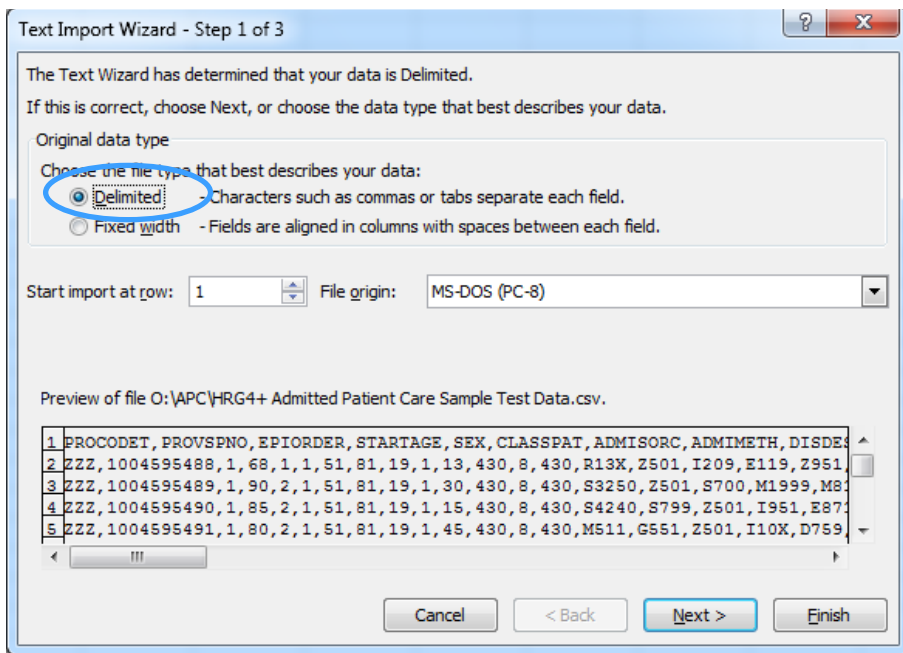 Text Import Wizard - Step 1 of 3
The Text Wizard has determined that your data is Delimited.
If this is correct, choose Next, or choose the data type that best describes your data.
Original data type
Choose the file type that best describes your data:
Delimited - Characters such as commas or tabs separate each field.
Fixed width - Fields are aligned in columns with spaces between each field.
Start import at row: 1 File origin: MS-DOS (PC-8)
Preview of file O:\APC\HRG4+ Admitted Patient Care Sample Test Data.csv.
1 PROCODET,PROVSPNO,EPIORDER,STARTAGE,SEX,CLASSPAT,ADMISORC,ADMIMETH,DISDES
2 ZZZ,1004595488,1,68,1,1,51,81,19,1,13,430,8,430,R13X,Z501,I209,E119,Z951,
3 ZZZ,1004595489,1,90,2,1,51,81,19,1,30,430,8,430,S3250,Z501,S700,M1999,M81
4 ZZZ,1004595490,1,85,2,1,51,81,19,1,15,430,8,430,S4240,S799,Z501,I951,E871
5 ZZZ,1004595491,1,80,2,1,51,81,19,1,45,430,8,430,M511,G551,Z501,I10X,D759,
Cancel < Back Next > Finish